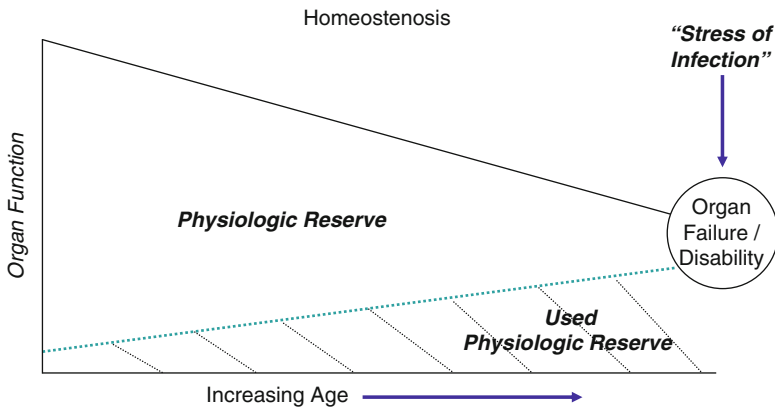 Homeostenosis
“Stress of
Infection”
Organ Function
Physiologic Reserve
Organ
Failure /
Disability
Used
Physiologic Reserve
Increasing Age